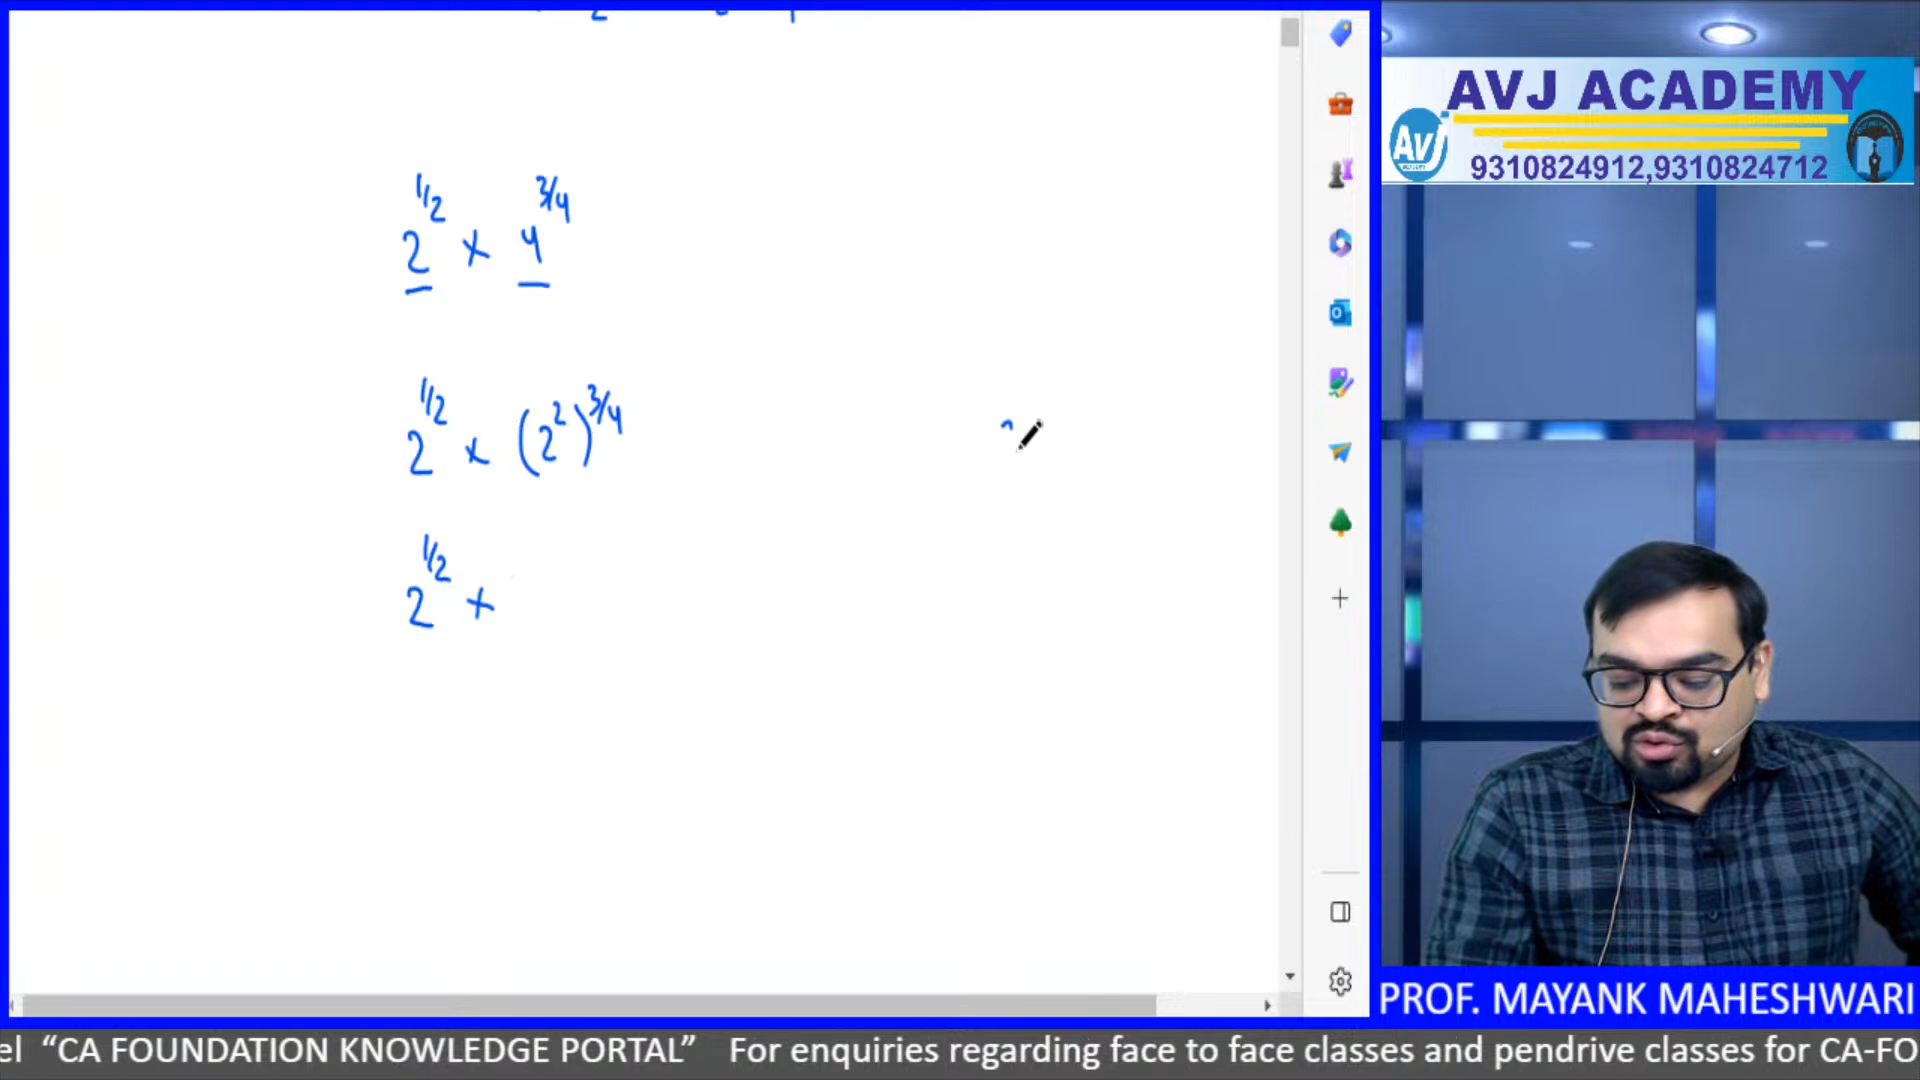 AVJ ACADEMY
AVJ
9310824912,9310824712
2^{1/2} × 4^{3/4}
2^{1/2} × (2^2)^{3/4}
2^{1/2} ×
PROF. MAYANK MAHESHWARI
el “CA FOUNDATION KNOWLEDGE PORTAL” For enquiries regarding face to face classes and pendrive classes for CA-FO